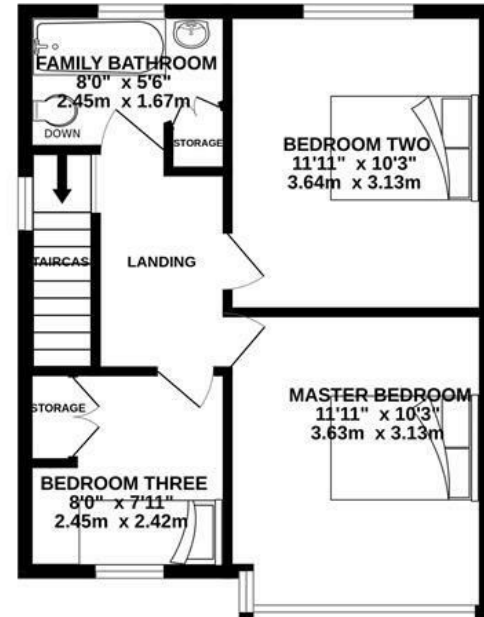 FAMILY BATHROOM
8'0" x 5'6"
2.45m x 1.67m
DOWN
STORAGE
BEDROOM TWO
11'11" x 10'3"
3.64m x 3.13m
TAIRCAS
LANDING
STORAGE
MASTER BEDROOM
11'11" x 10'3"
3.63m x 3.13m
BEDROOM THREE
8'0" x 7'11"
2.45m x 2.42m